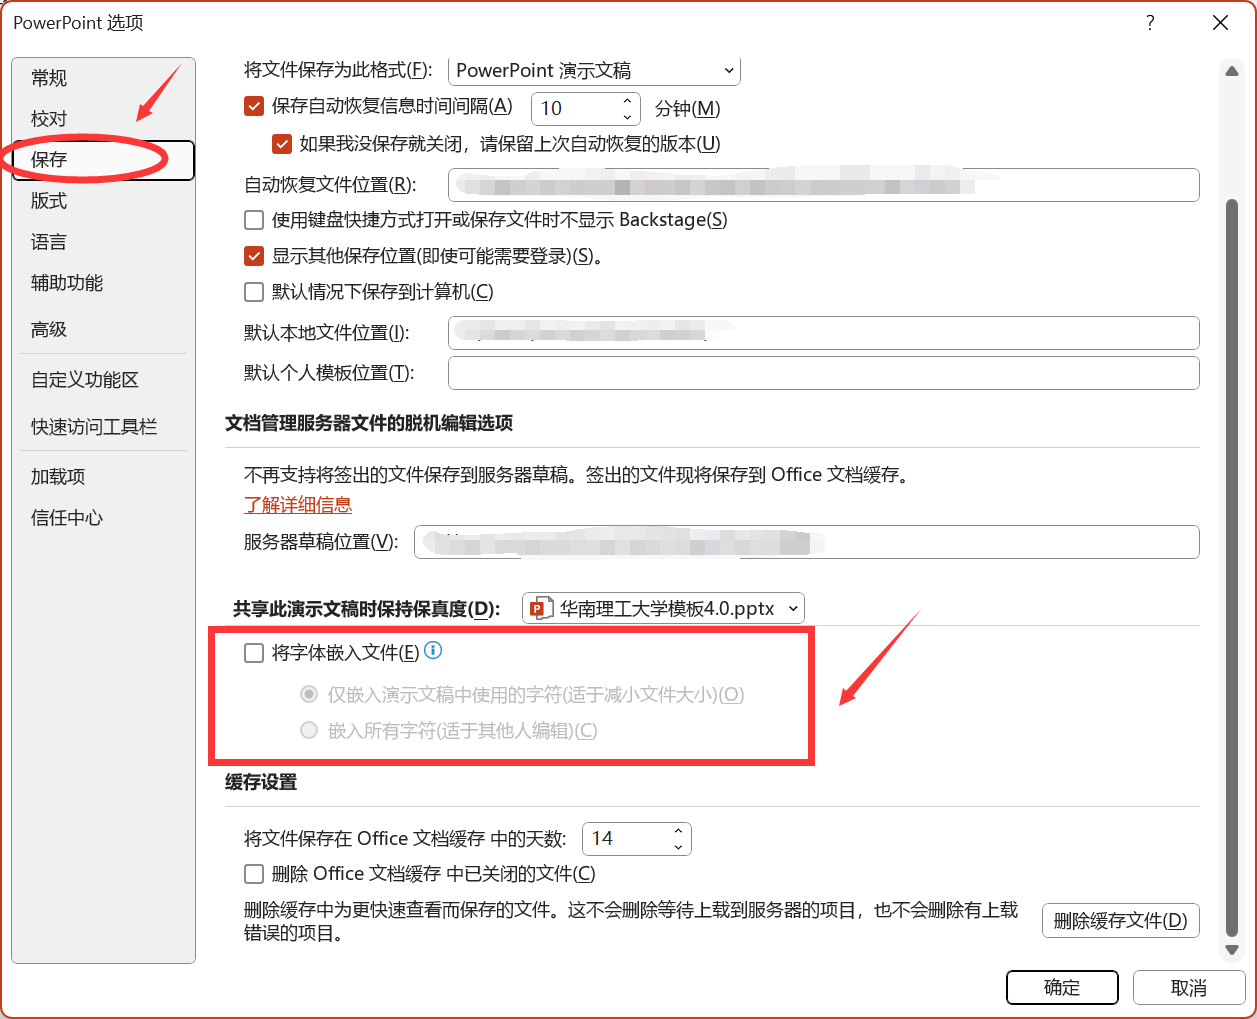 PowerPoint 选项
?
常规
校对
保存
版式
语言
辅助功能
高级
自定义功能区
快速访问工具栏
加载项
信任中心
将文件保存为此格式(F): PowerPoint 演示文稿
保存自动恢复信息时间间隔(A) 10 分钟(M)
如果我没保存就关闭，请保留上次自动恢复的版本(U)
自动恢复文件位置(R):
使用键盘快捷方式打开或保存文件时不显示 Backstage(S)
显示其他保存位置(即使可能需要登录)(S)。
默认情况下保存到计算机(C)
默认本地文件位置(I):
默认个人模板位置(T):
文档管理服务器文件的脱机编辑选项
不再支持将签出的文件保存到服务器草稿。签出的文件现将保存到 Office 文档缓存。
了解详细信息
服务器草稿位置(V):
共享此演示文稿时保持保真度(D): 华南理工大学模板4.0.pptx
将字体嵌入文件(E)
仅嵌入演示文稿中使用的字符(适于减小文件大小)(O)
嵌入所有字符(适于其他人编辑)(C)
缓存设置
将文件保存在 Office 文档缓存 中的天数: 14
删除 Office 文档缓存 中已关闭的文件(C)
删除缓存中为更快速查看而保存的文件。这不会删除等待上载到服务器的项目，也不会删除有上载
错误的项目。
删除缓存文件(D)
确定 取消